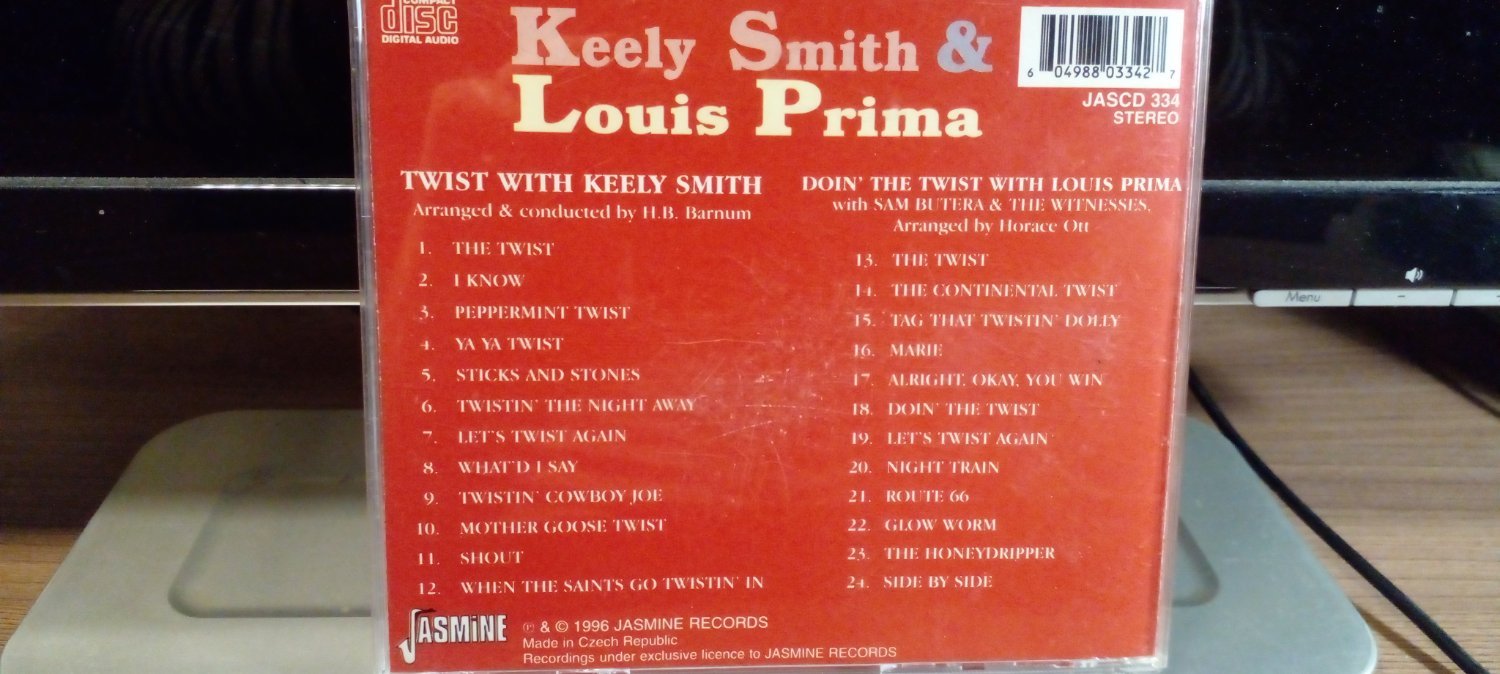 COMPACT
disc
DIGITAL AUDIO
Keely Smith &
Louis Prima
6 04988 03342 7
JASCD 334
STEREO
TWIST WITH KEELY SMITH
Arranged & conducted by H.B. Barnum
1. THE TWIST
2. I KNOW
3. PEPPERMINT TWIST
4. YA YA TWIST
5. STICKS AND STONES
6. TWISTIN' THE NIGHT AWAY
7. LET'S TWIST AGAIN
8. WHAT'D I SAY
9. TWISTIN' COWBOY JOE
10. MOTHER GOOSE TWIST
11. SHOUT
12. WHEN THE SAINTS GO TWISTIN' IN
DOIN' THE TWIST WITH LOUIS PRIMA
with SAM BUTERA & THE WITNESSES.
Arranged by Horace Ott
13. THE TWIST
14. THE CONTINENTAL TWIST
15. TAG THAT TWISTIN' DOLLY
16. MARIE
17. ALRIGHT, OKAY, YOU WIN
18. DOIN' THE TWIST
19. LET'S TWIST AGAIN
20. NIGHT TRAIN
21. ROUTE 66
22. GLOW WORM
23. THE HONEYDRIPPER
24. SIDE BY SIDE
JASMINE
℗ & © 1996 JASMINE RECORDS
Made in Czech Republic
Recordings under exclusive licence to JASMINE RECORDS
Menu
-